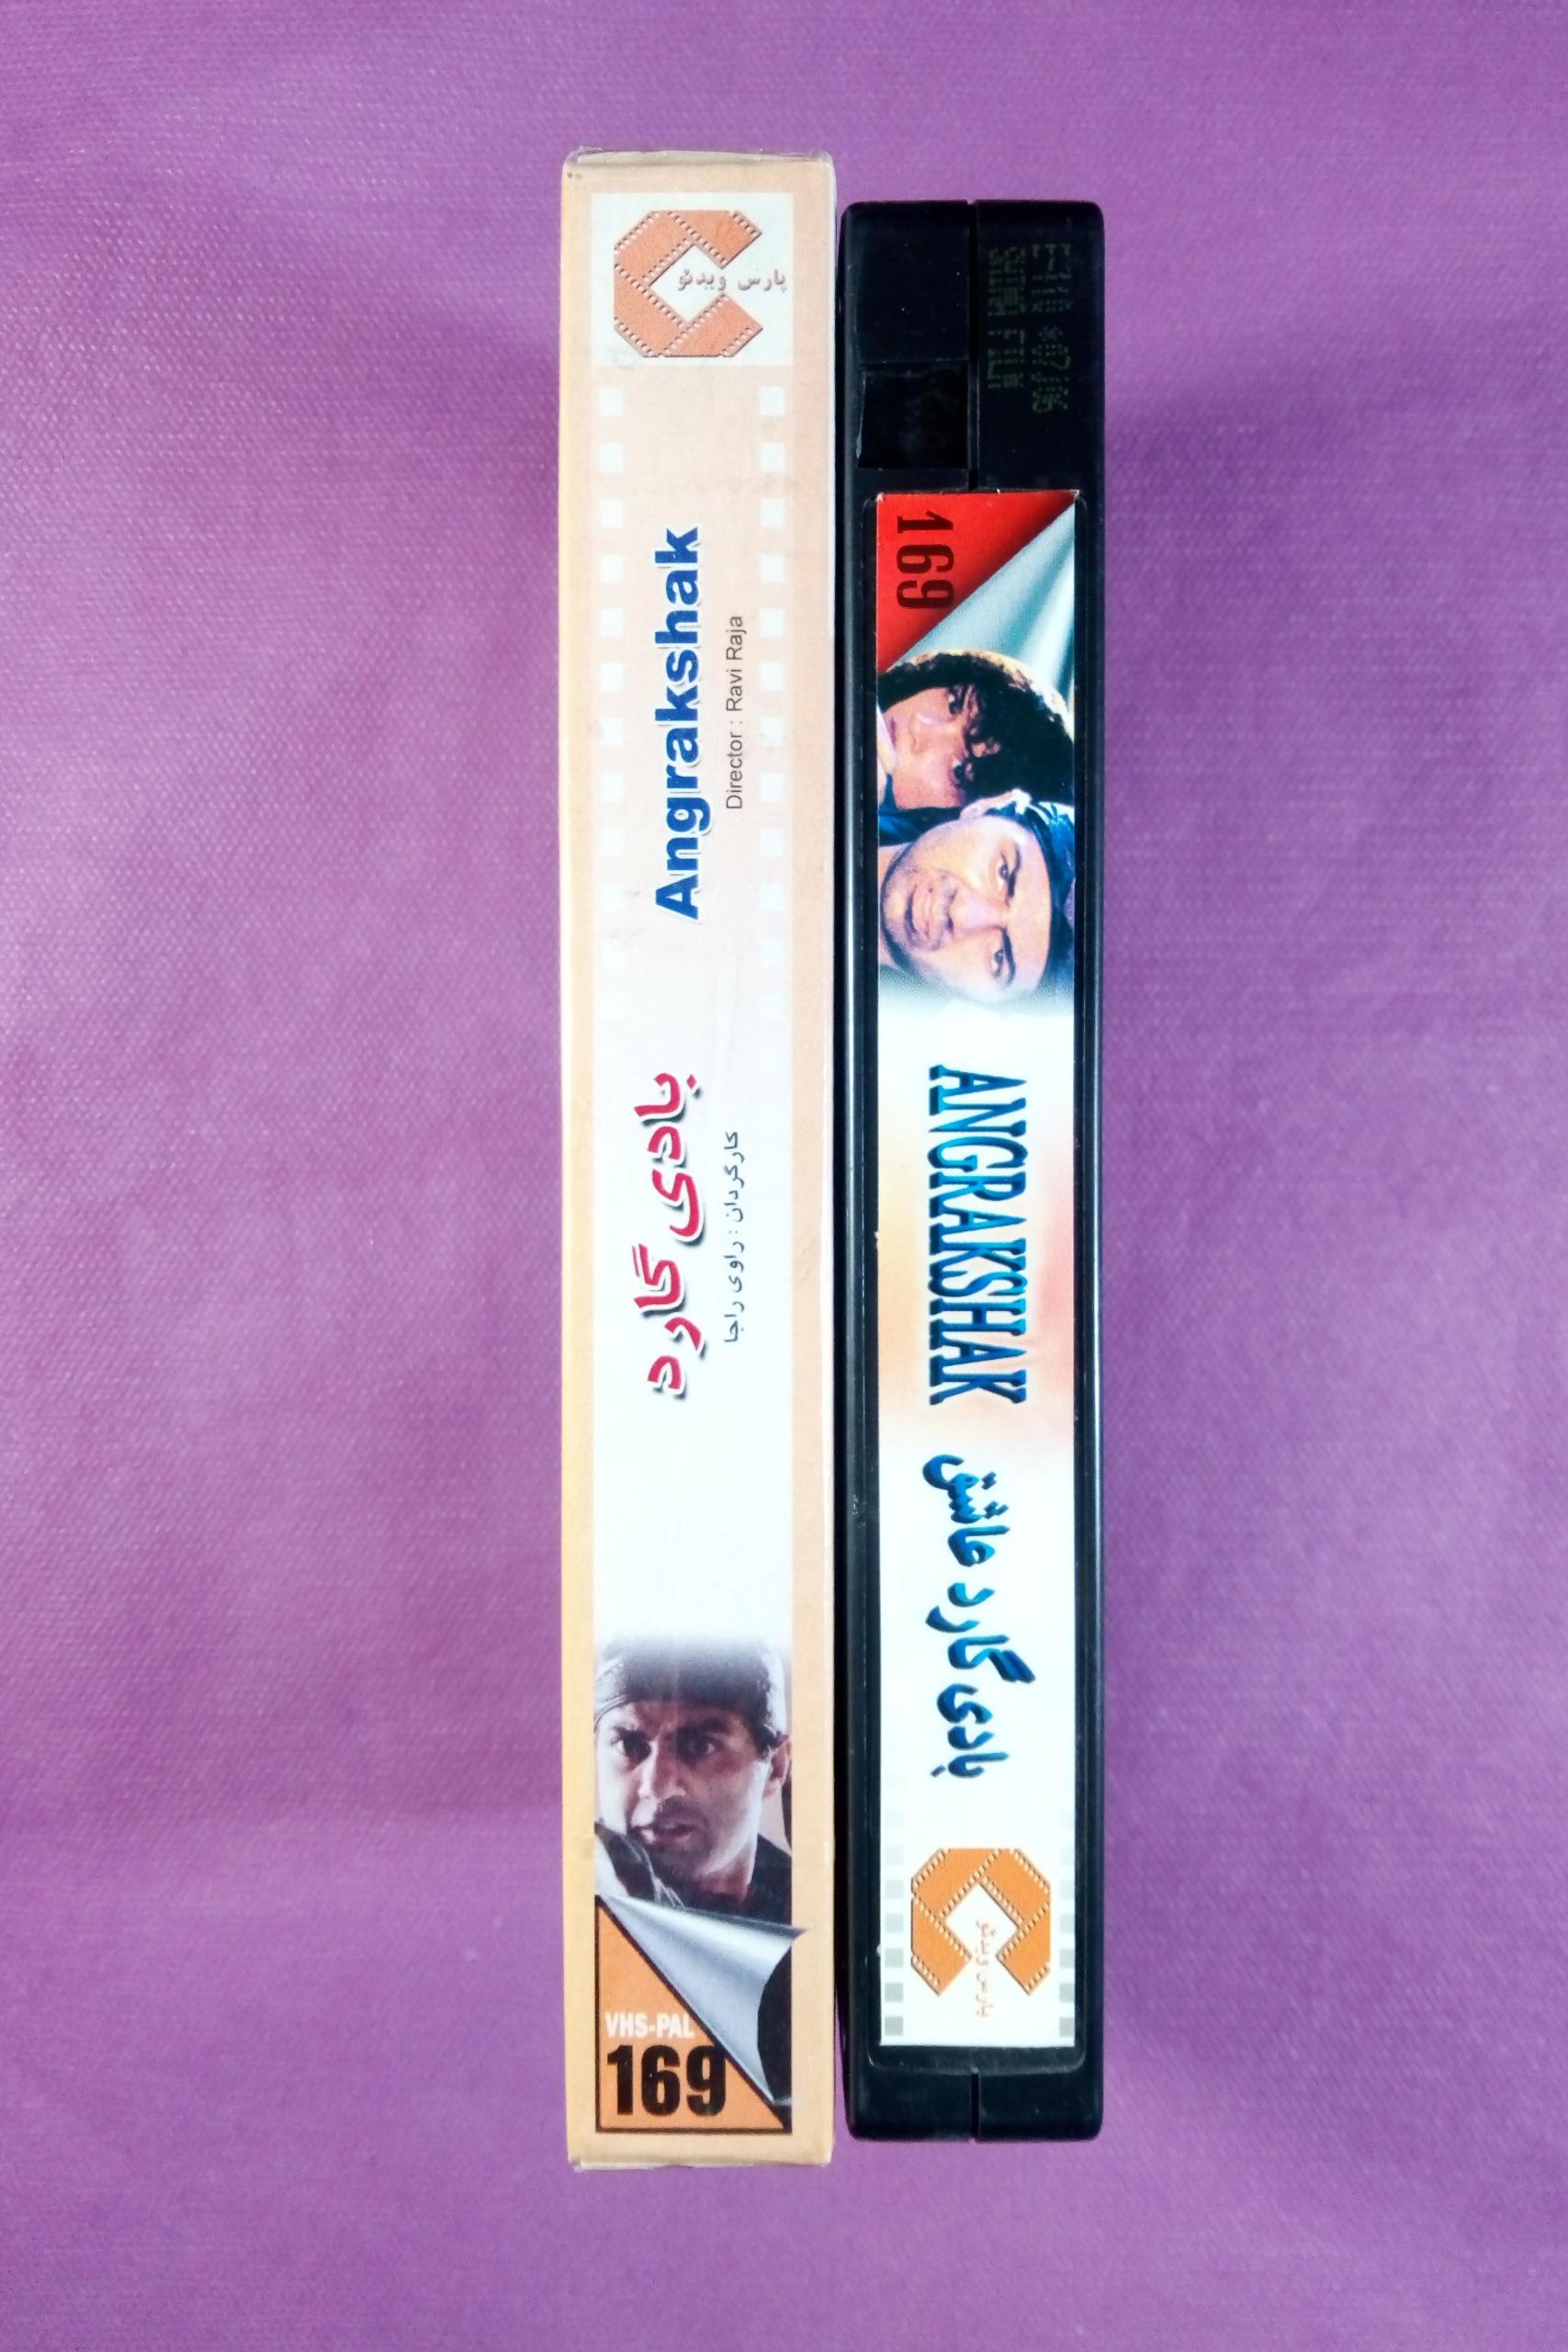 پارس ویدئو
Angrakshak
Director : Ravi Raja
بادی گارد
کارگردان : راوی راجا
VHS-PAL
169
169
ANGRAKSHAK
بادی گارد عاشق
پارس ویدئو